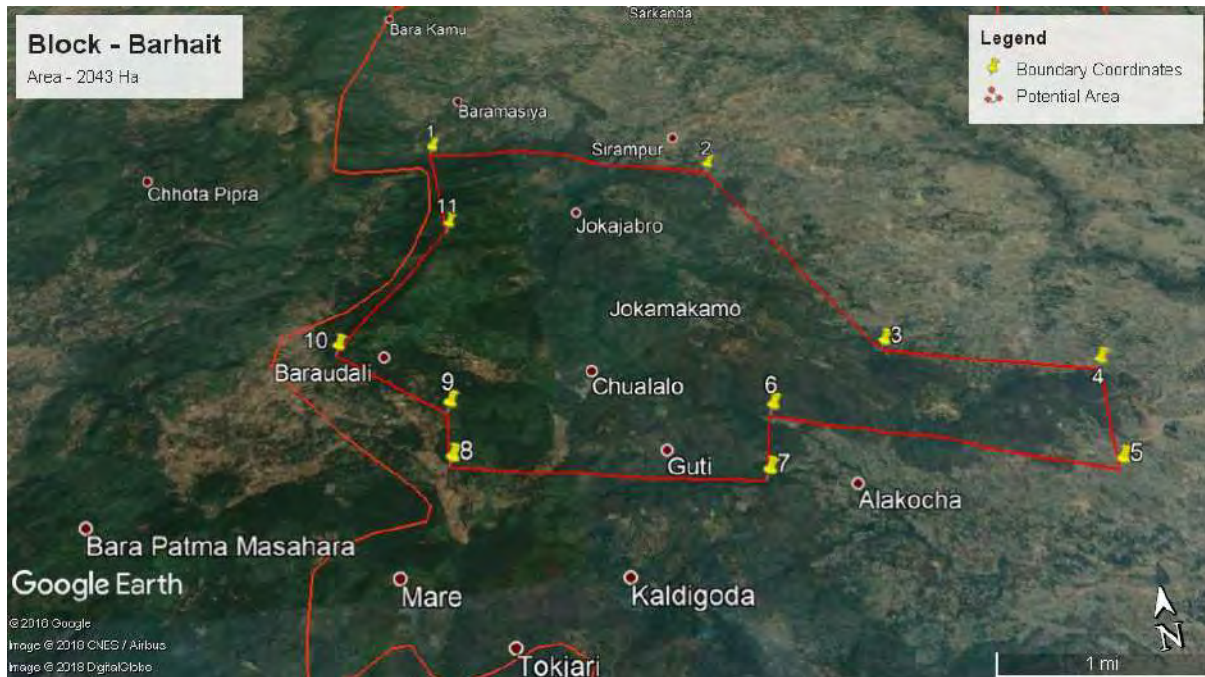 Block - Barhait
Area - 2043 Ha
Sarkanda
Bara Kamu
Legend
Boundary Coordinates
Potential Area
Baramasiya
1
Sirampur
2
Chhota Pipra
11
Jokajabro
Jokamakamo
3
10
Baraudali
Chualalo
4
9
6
8
Guti
7
5
Alakocha
Bara Patma Masahara
Google Earth
Mare
Kaldigoda
© 2018 Google
Image © 2018 CNES / Airbus
Image © 2018 DigitalGlobe
Tokjari
N
1 mi